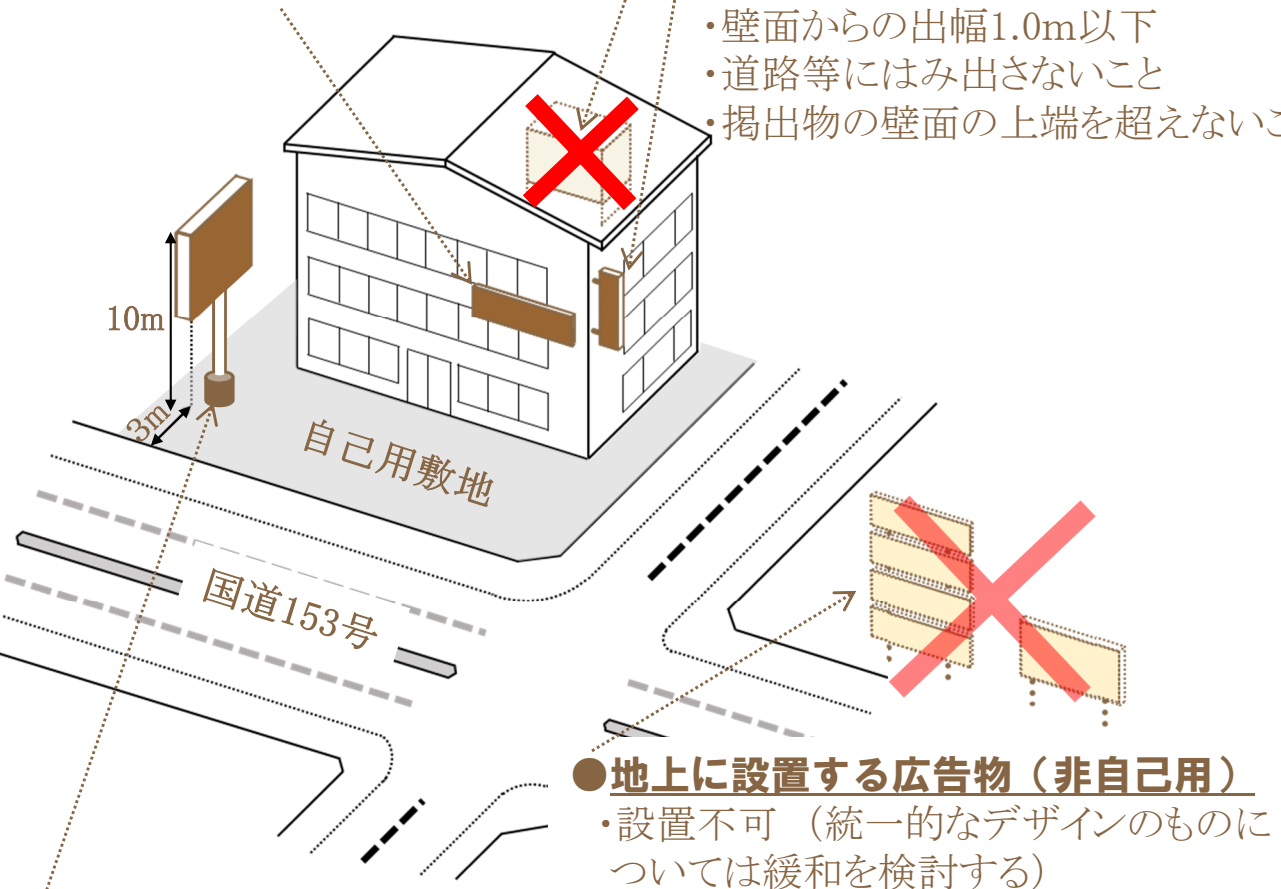 ・壁面からの出幅1.0m以下
・道路等にはみ出さないこと
・掲出物の壁面の上端を超えないこ
10m
3m
自己用敷地
国道153号
●地上に設置する広告物（非自己用）
・設置不可　（統一的なデザインのものに
ついては緩和を検討する）